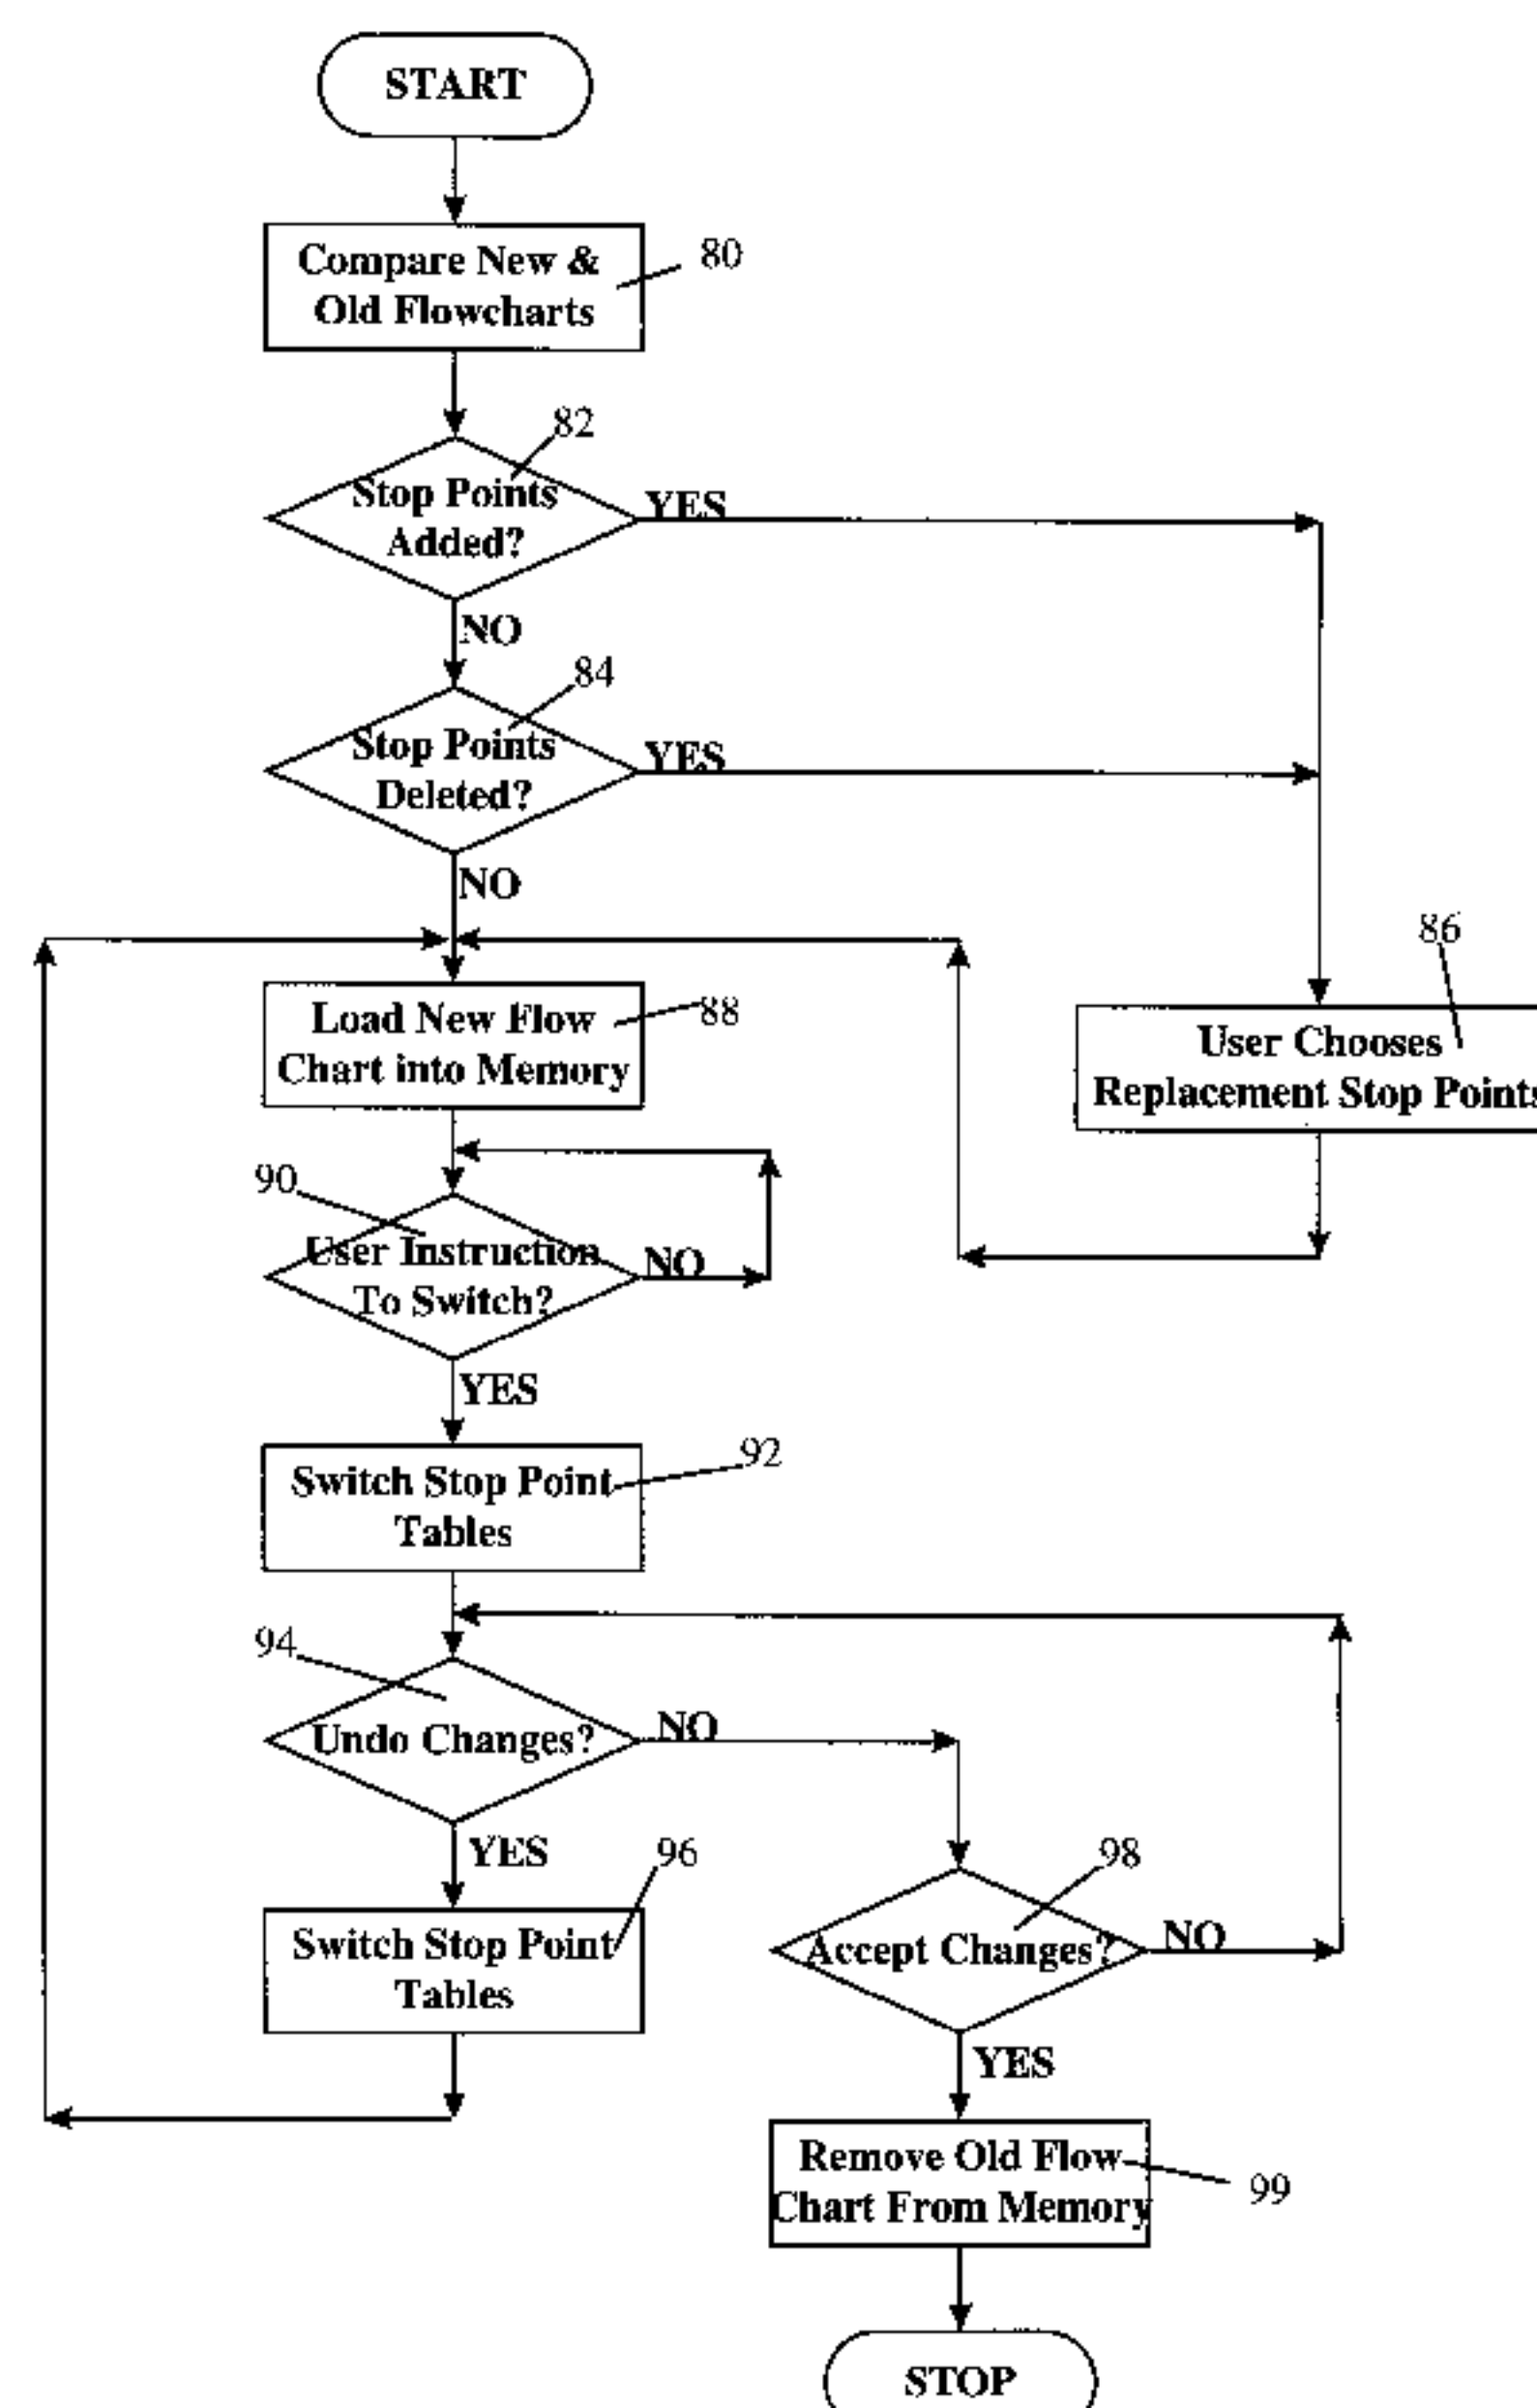 START
Compare New &
Old Flowcharts
80
82
Stop Points
Added?
YES
NO
84
Stop Points
Deleted?
YES
NO
86
User Chooses
Replacement Stop Points
88
Load New Flow
Chart into Memory
90
User Instruction
To Switch?
NO
YES
92
Switch Stop Point
Tables
94
Undo Changes?
NO
YES
96
Switch Stop Point
Tables
98
Accept Changes?
NO
YES
Remove Old Flow
Chart From Memory
99
STOP